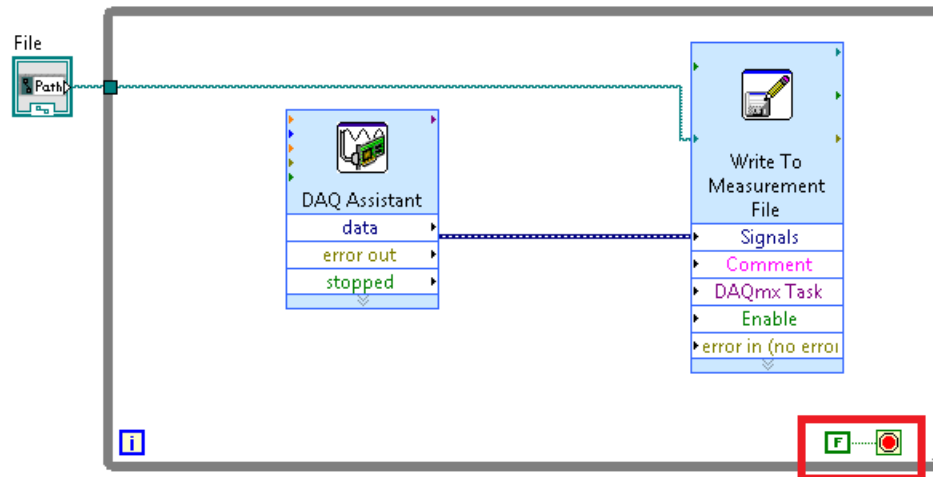 File
Path
DAQ Assistant
data
error out
stopped
Write To
Measurement
File
Signals
Comment
DAQmx Task
Enable
error in (no error
i
F